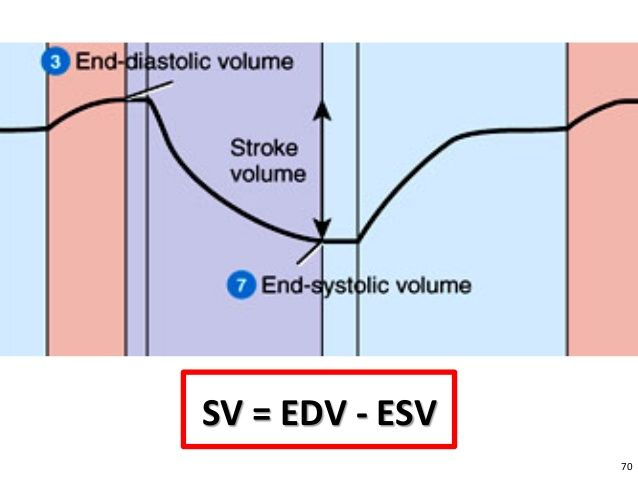 3 End-diastolic volume
Stroke
volume
7 End-systolic volume
SV = EDV - ESV
70